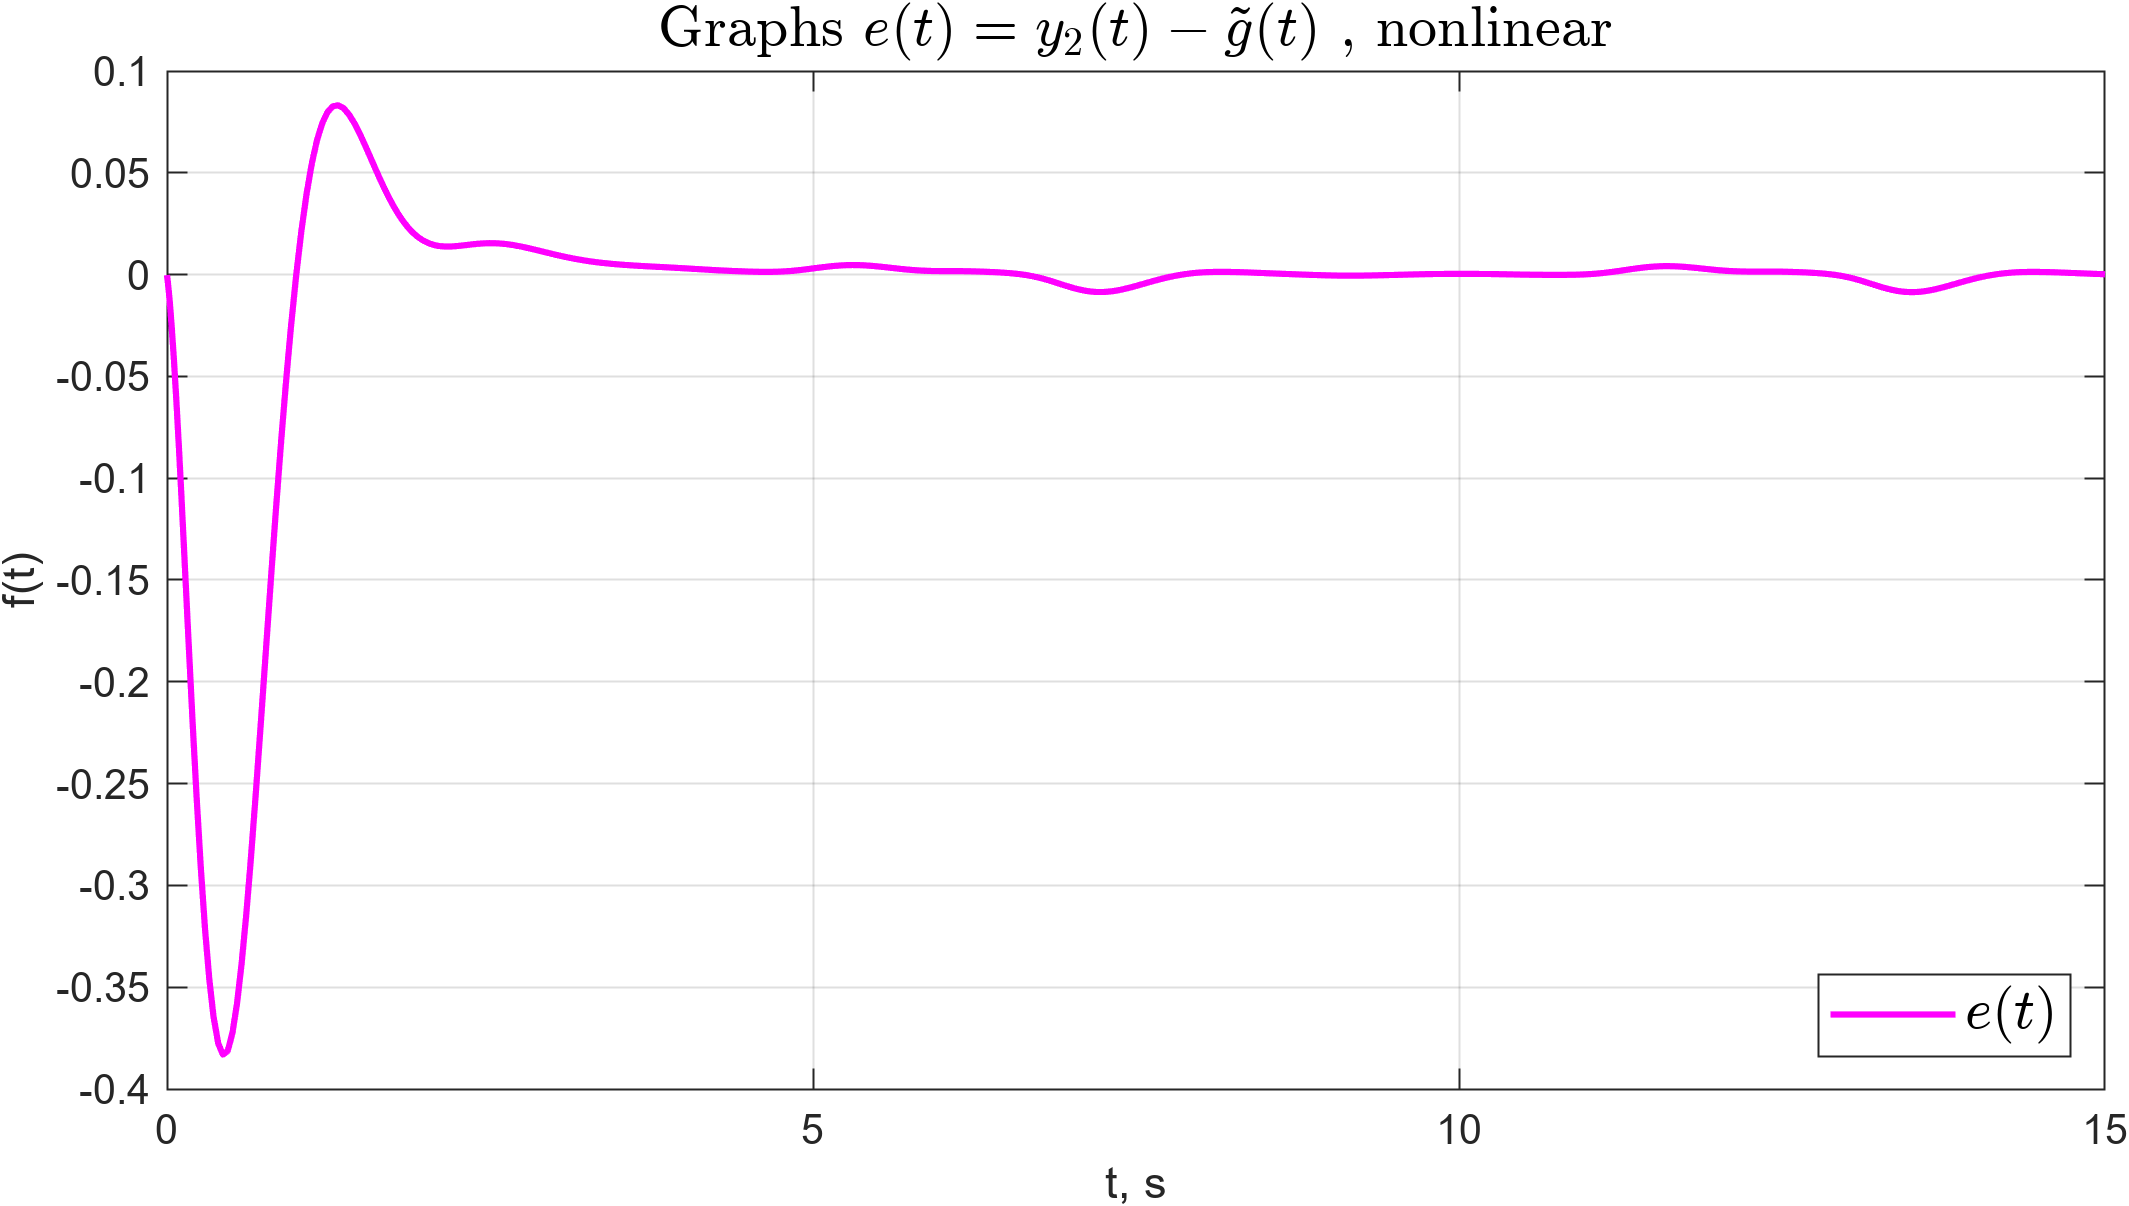 Graphs e(t) = y₂(t) − g̃(t) , nonlinear
0.1
0.05
0
-0.05
-0.1
-0.15
-0.2
-0.25
-0.3
-0.35
-0.4
f(t)
e(t)
0 5 10 15
t, s